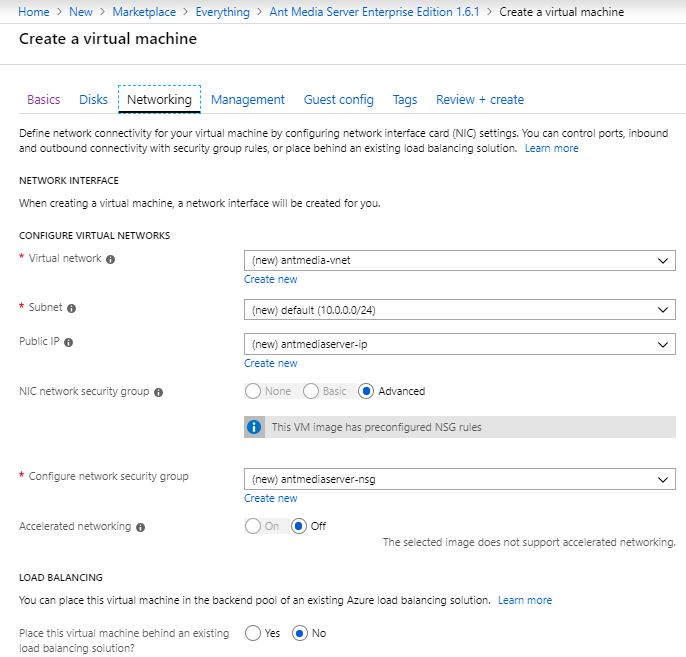 Home > New > Marketplace > Everything > Ant Media Server Enterprise Edition 1.6.1 > Create a virtual machine
Create a virtual machine
Basics Disks Networking Management Guest config Tags Review + create
Define network connectivity for your virtual machine by configuring network interface card (NIC) settings. You can control ports, inbound
and outbound connectivity with security group rules, or place behind an existing load balancing solution. Learn more
NETWORK INTERFACE
When creating a virtual machine, a network interface will be created for you.
CONFIGURE VIRTUAL NETWORKS
* Virtual network (new) antmedia-vnet
Create new
* Subnet (new) default (10.0.0.0/24)
Public IP (new) antmediaserver-ip
Create new
NIC network security group None Basic Advanced
This VM image has preconfigured NSG rules
* Configure network security group (new) antmediaserver-nsg
Create new
Accelerated networking On Off
The selected image does not support accelerated networking.
LOAD BALANCING
You can place this virtual machine in the backend pool of an existing Azure load balancing solution. Learn more
Place this virtual machine behind an existing Yes No
load balancing solution?